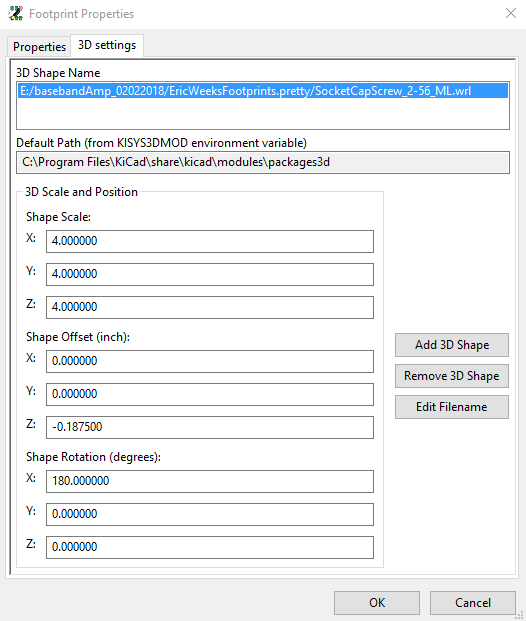 Footprint Properties
Properties
3D settings
3D Shape Name
E:/basebandAmp_02022018/EricWeeksFootprints.pretty/SocketCapScrew_2-56_ML.wrl
Default Path (from KISYS3DMOD environment variable)
C:\Program Files\KiCad\share\kicad\modules\packages3d
3D Scale and Position
Shape Scale:
X: 4.000000
Y: 4.000000
Z: 4.000000
Shape Offset (inch):
X: 0.000000
Y: 0.000000
Z: -0.187500
Shape Rotation (degrees):
X: 180.000000
Y: 0.000000
Z: 0.000000
Add 3D Shape
Remove 3D Shape
Edit Filename
OK
Cancel